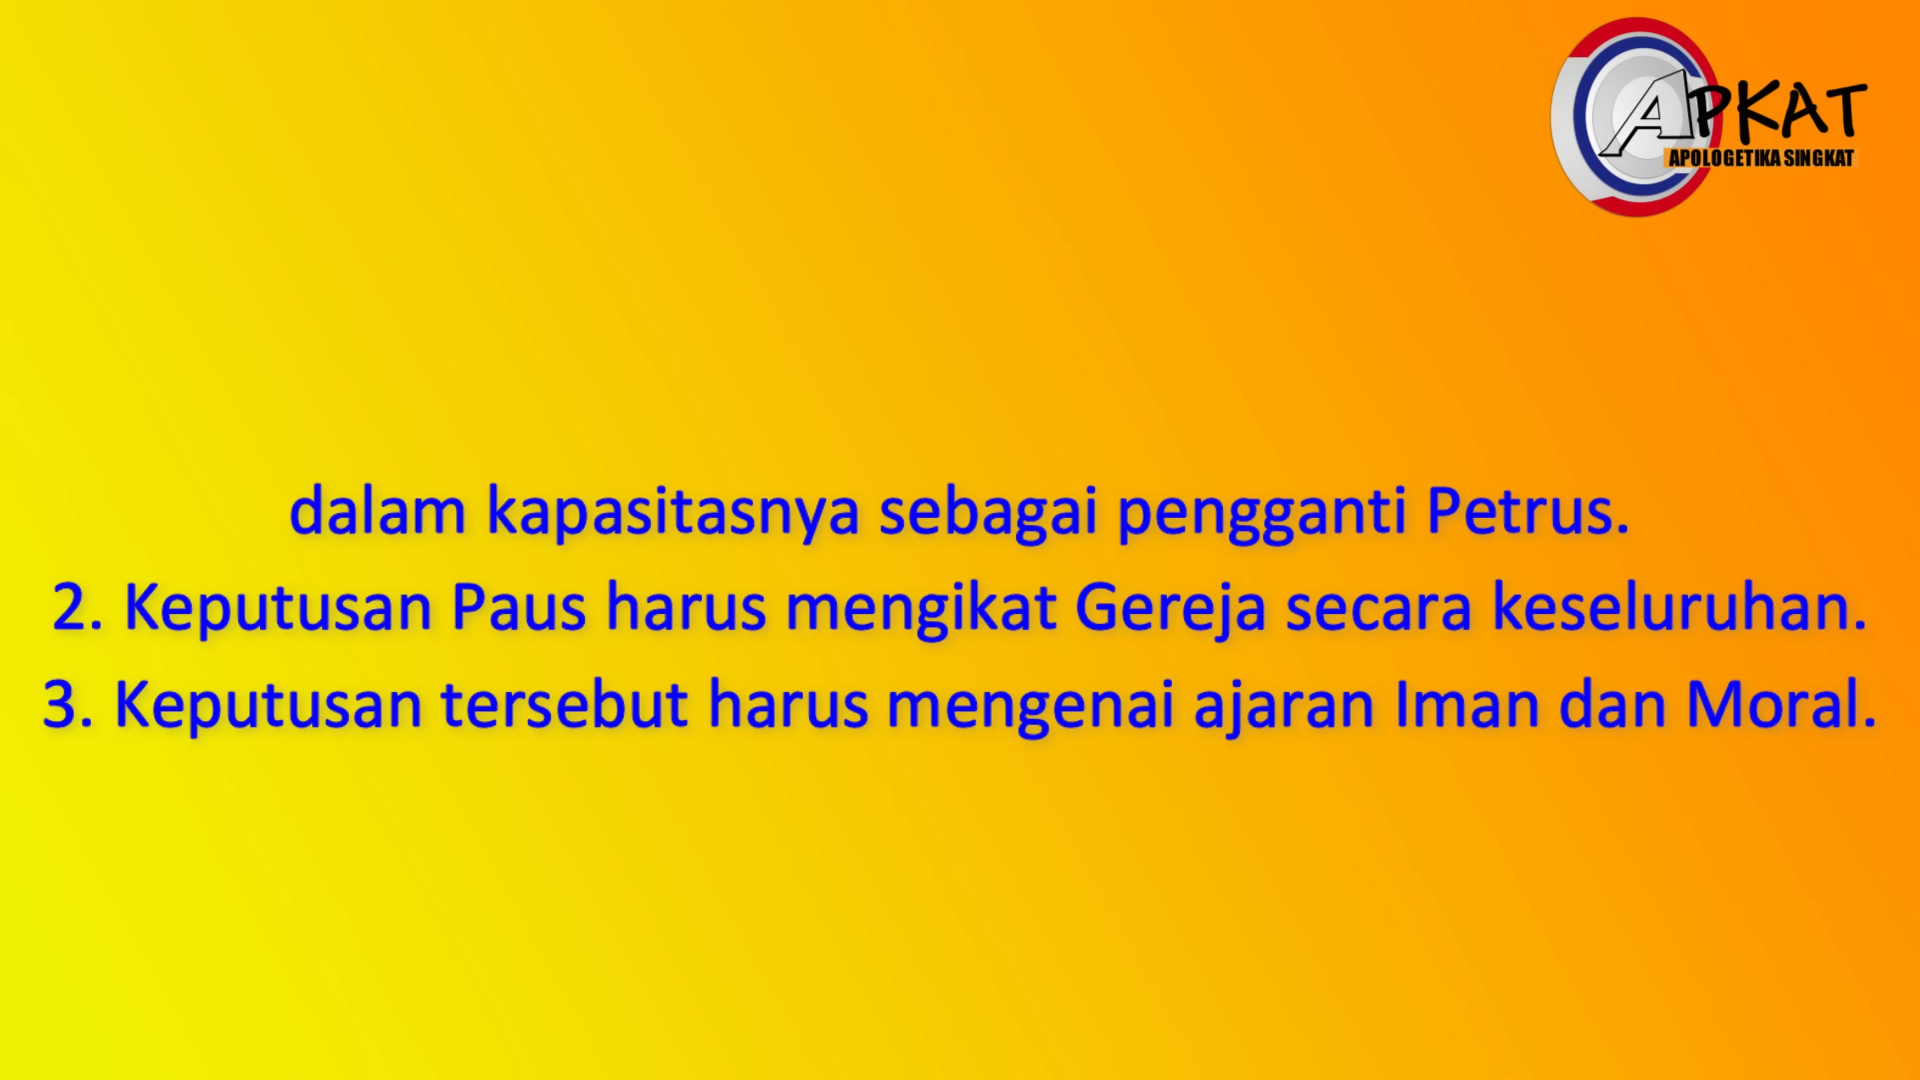 APKAT
APOLOGETIKA SINGKAT
dalam kapasitasnya sebagai pengganti Petrus.
2. Keputusan Paus harus mengikat Gereja secara keseluruhan.
3. Keputusan tersebut harus mengenai ajaran Iman dan Moral.